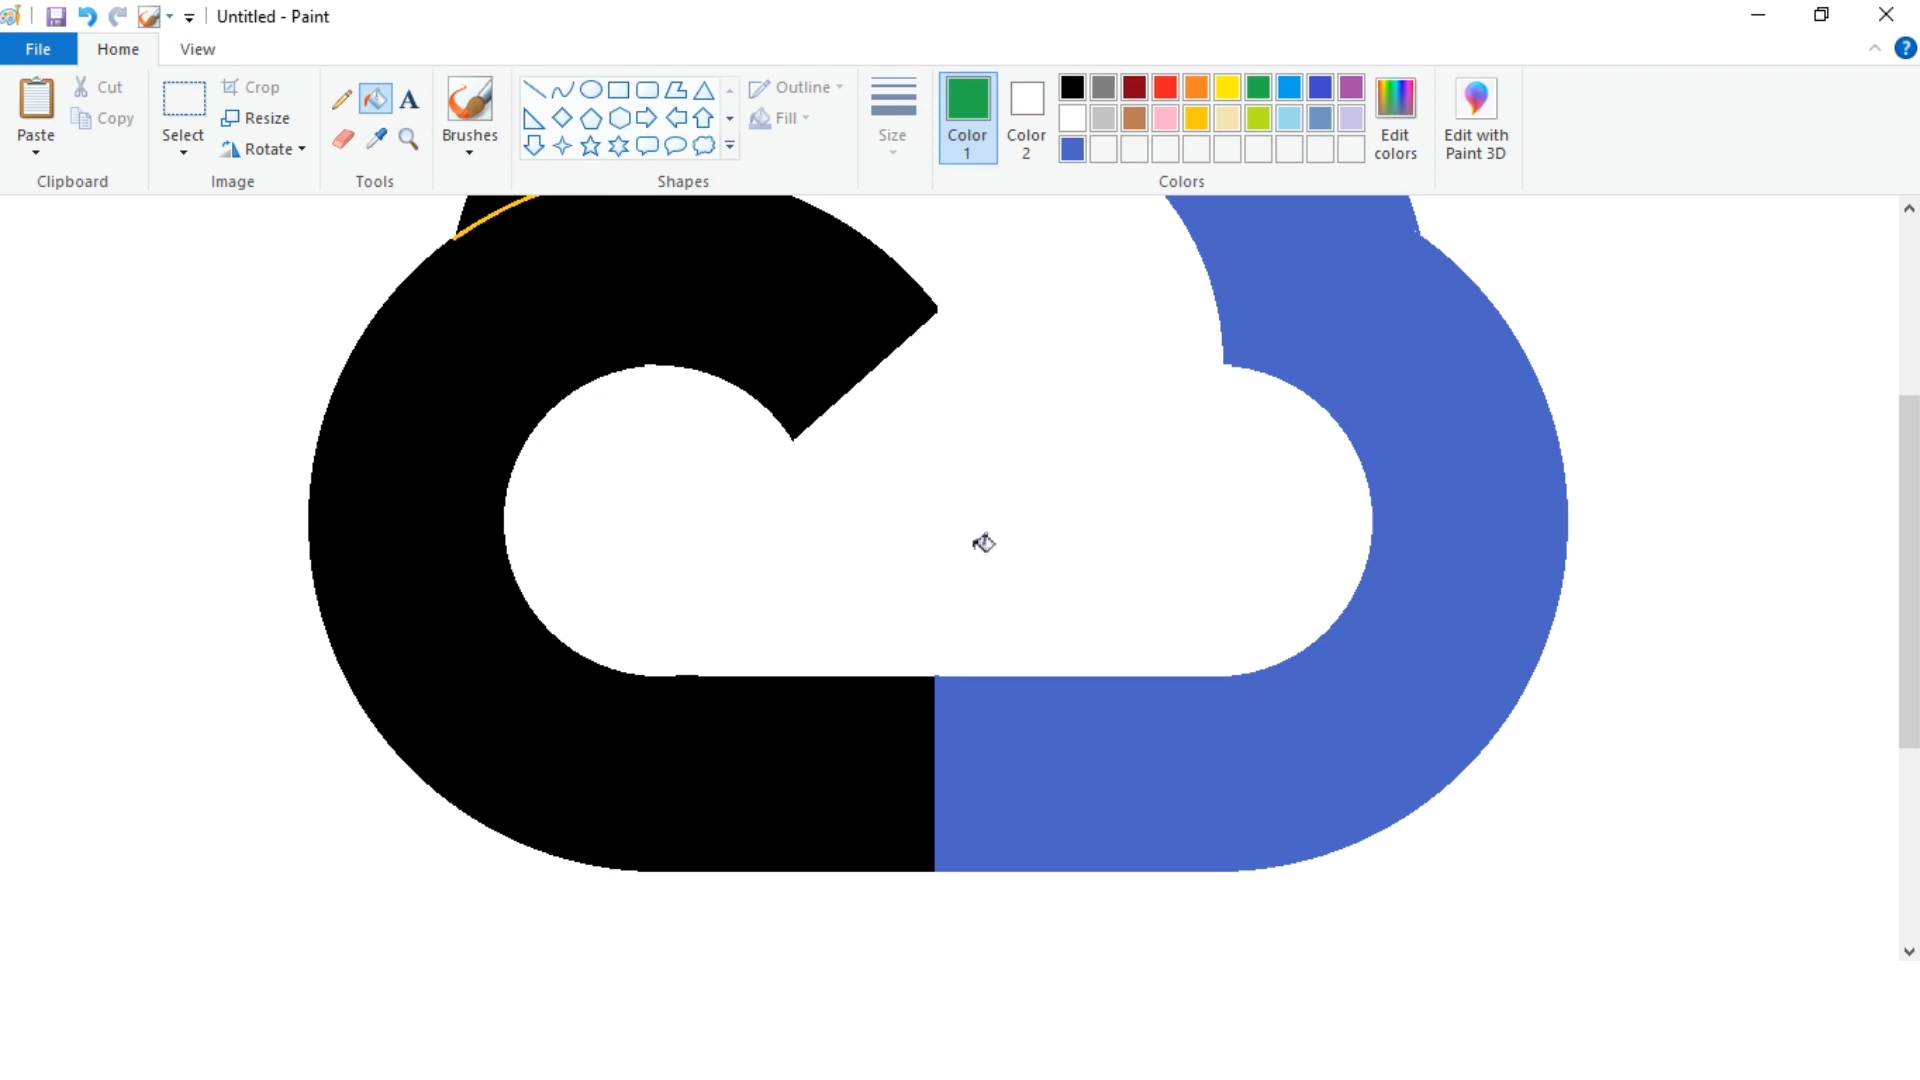 Untitled - Paint
File Home View
Paste
Cut
Copy
Clipboard
Select
Crop
Resize
Rotate
Image
A
Tools
Brushes
Shapes
Outline
Fill
Size
Color 1
Color 2
Edit colors
Colors
Edit with Paint 3D
?